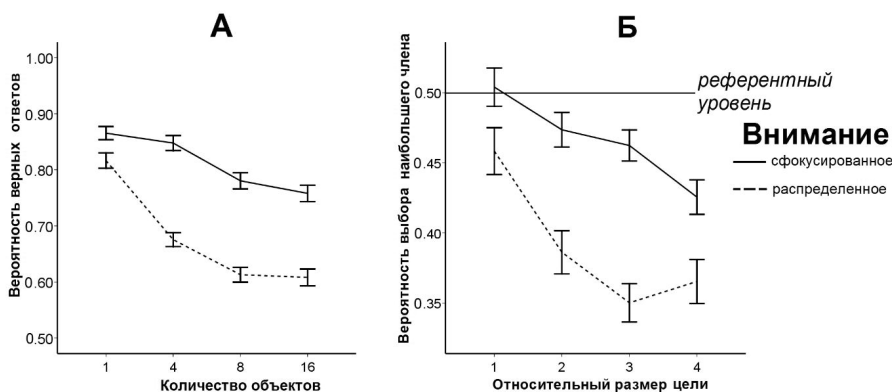 А
Вероятность верных ответов
1.00
0.90
0.80
0.70
0.60
0.50
1 4 8 16
Количество объектов
Б
Вероятность выбора наибольшего члена
0.50
0.45
0.40
0.35
1 2 3 4
Относительный размер цели
референтный
уровень
Внимание
сфокусированное
распределенное